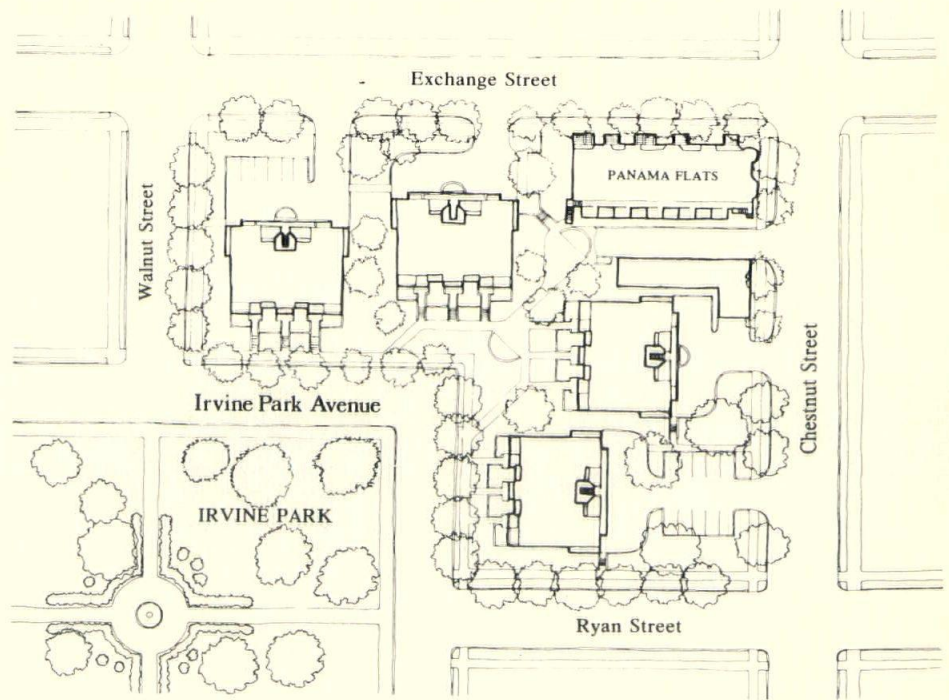 Exchange Street
PANAMA FLATS
Walnut Street
Chestnut Street
Irvine Park Avenue
IRVINE PARK
Ryan Street